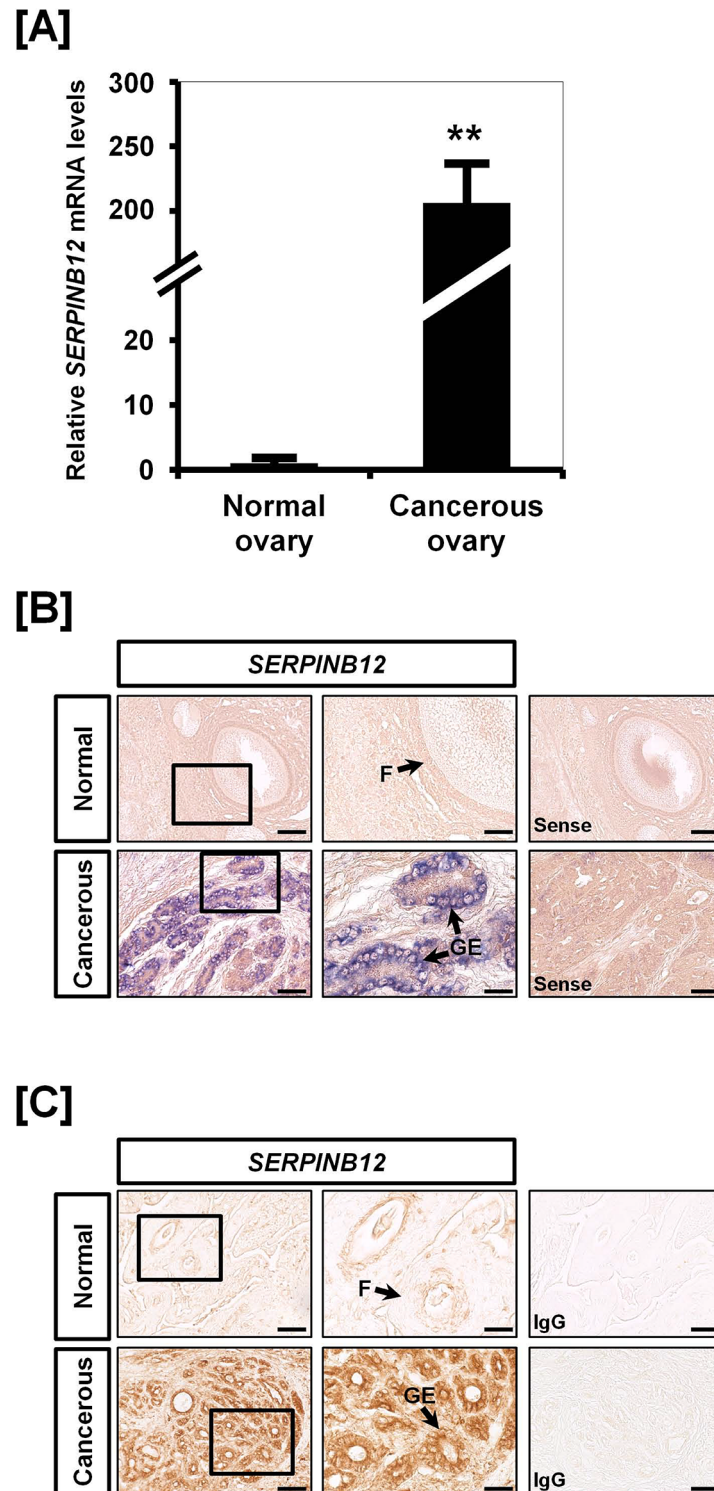 [A]
Relative SERPINB12 mRNA levels
300
250
200
20
10
0
**
Normal
ovary
Cancerous
ovary
[B]
SERPINB12
Normal
F
Sense
Cancerous
GE
Sense
[C]
SERPINB12
Normal
F
IgG
Cancerous
GE
IgG